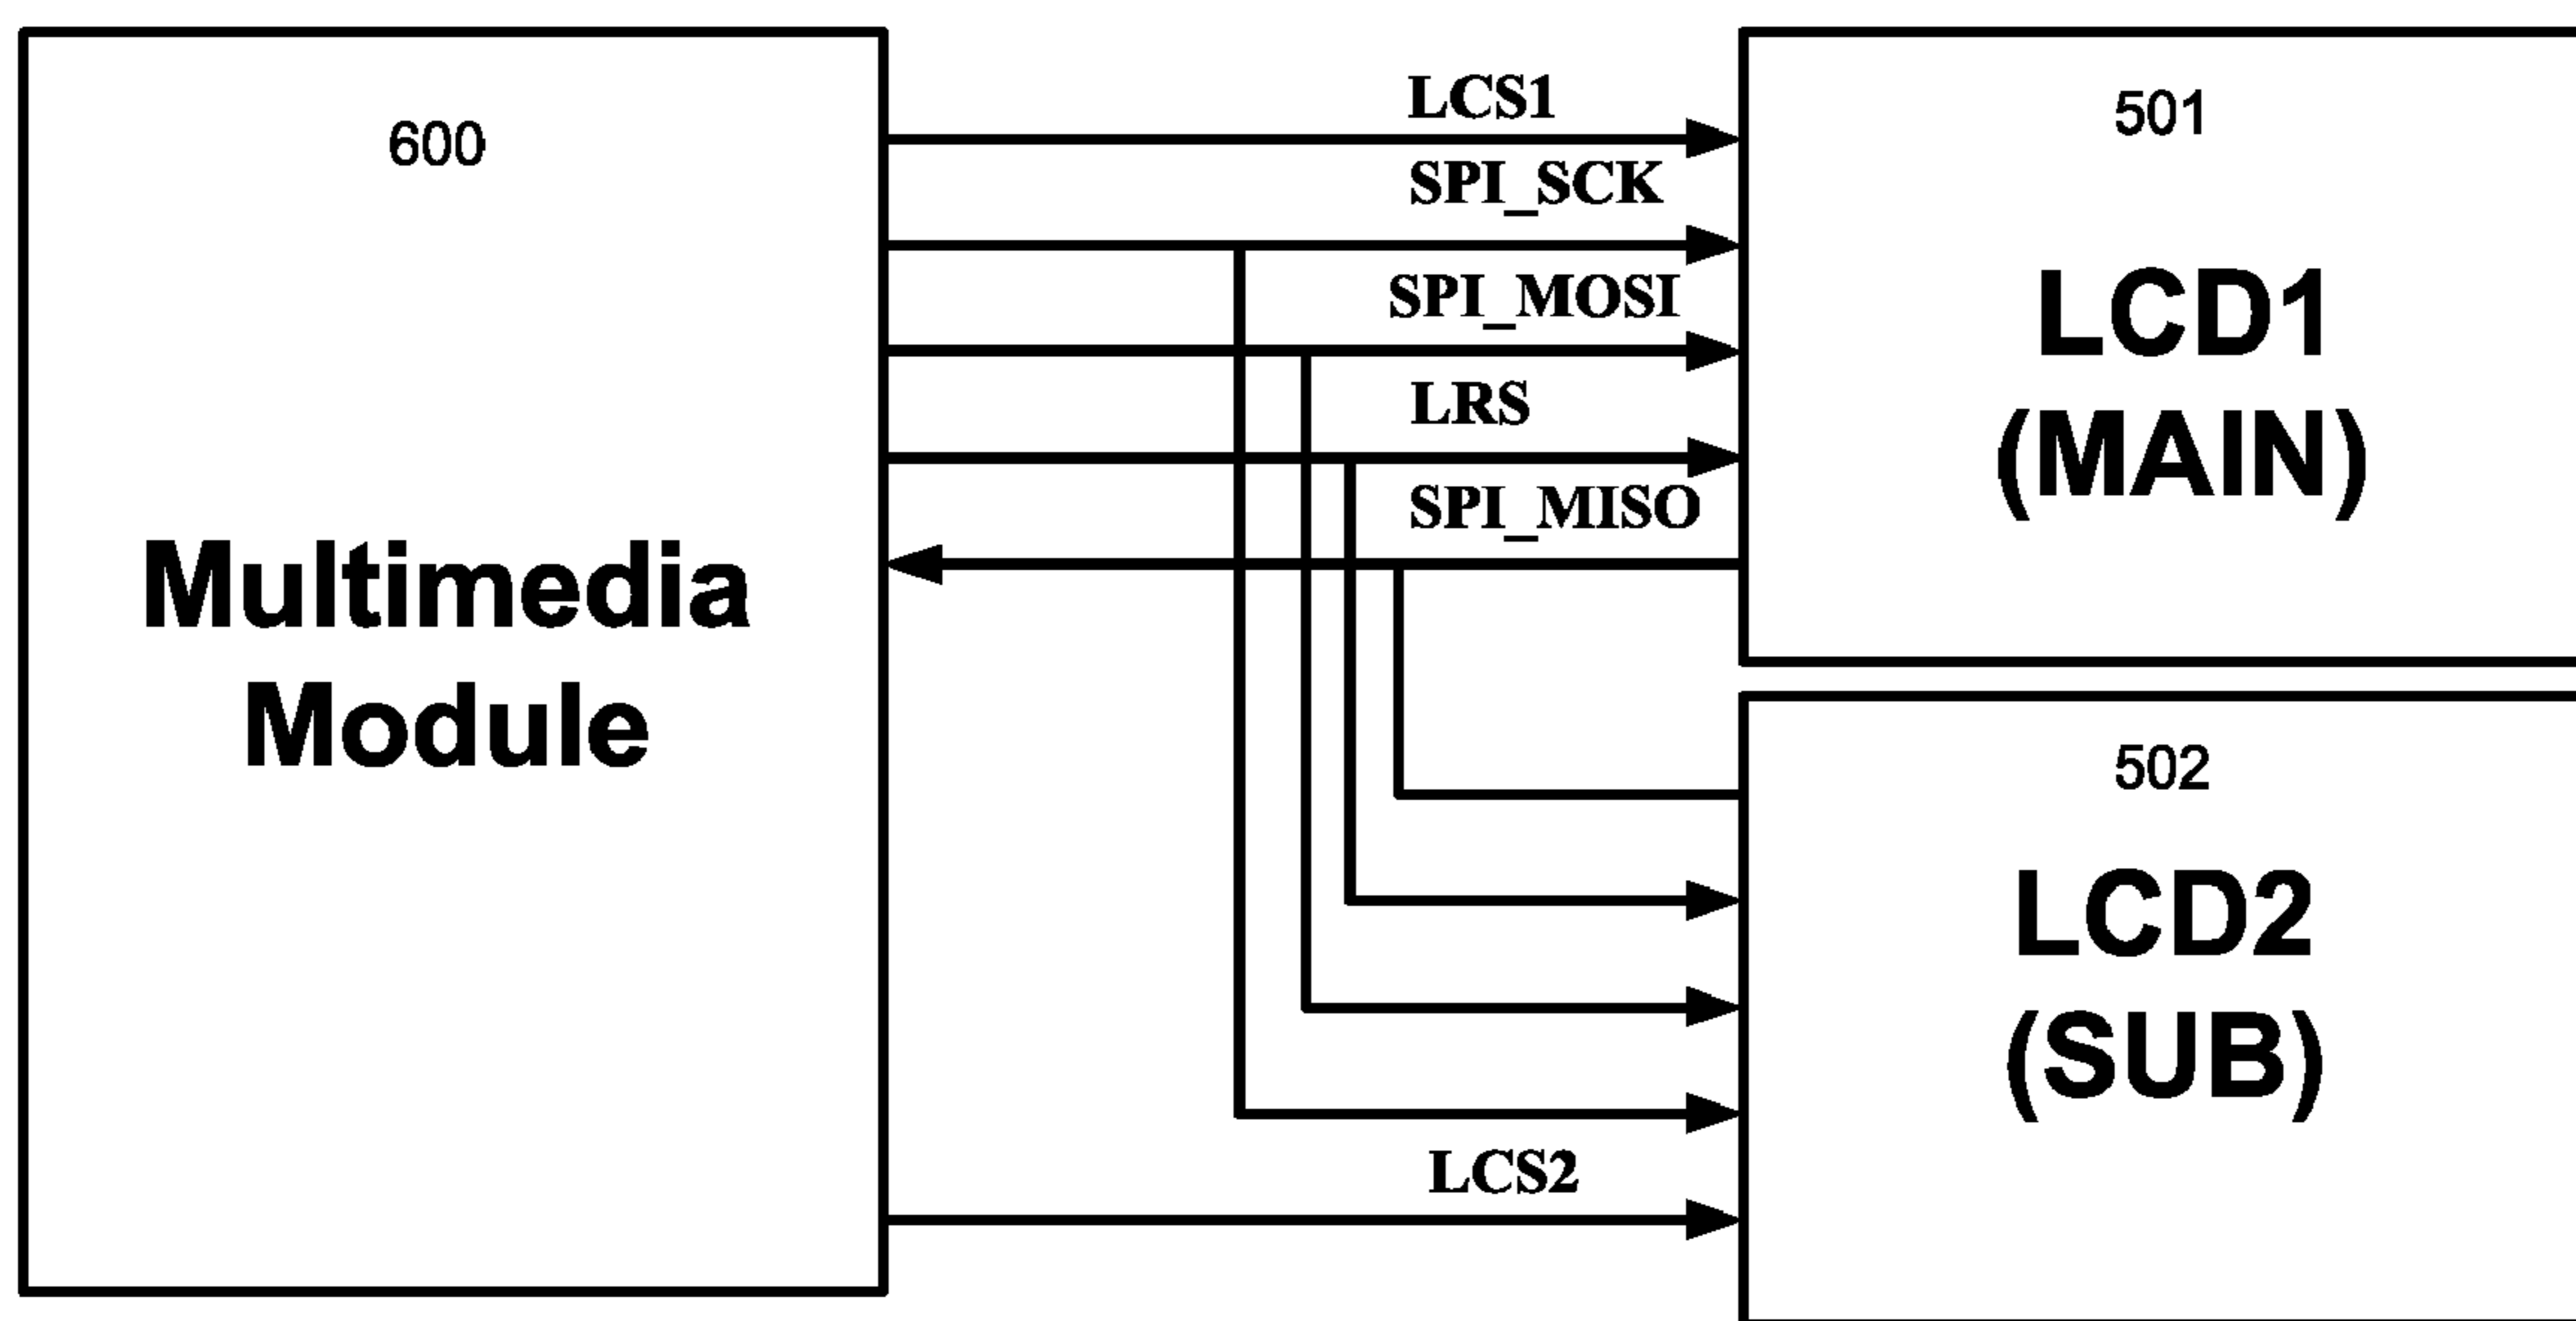 600
Multimedia
Module
LCS1
SPI_SCK
SPI_MOSI
LRS
SPI_MISO
LCS2
501
LCD1
(MAIN)
502
LCD2
(SUB)